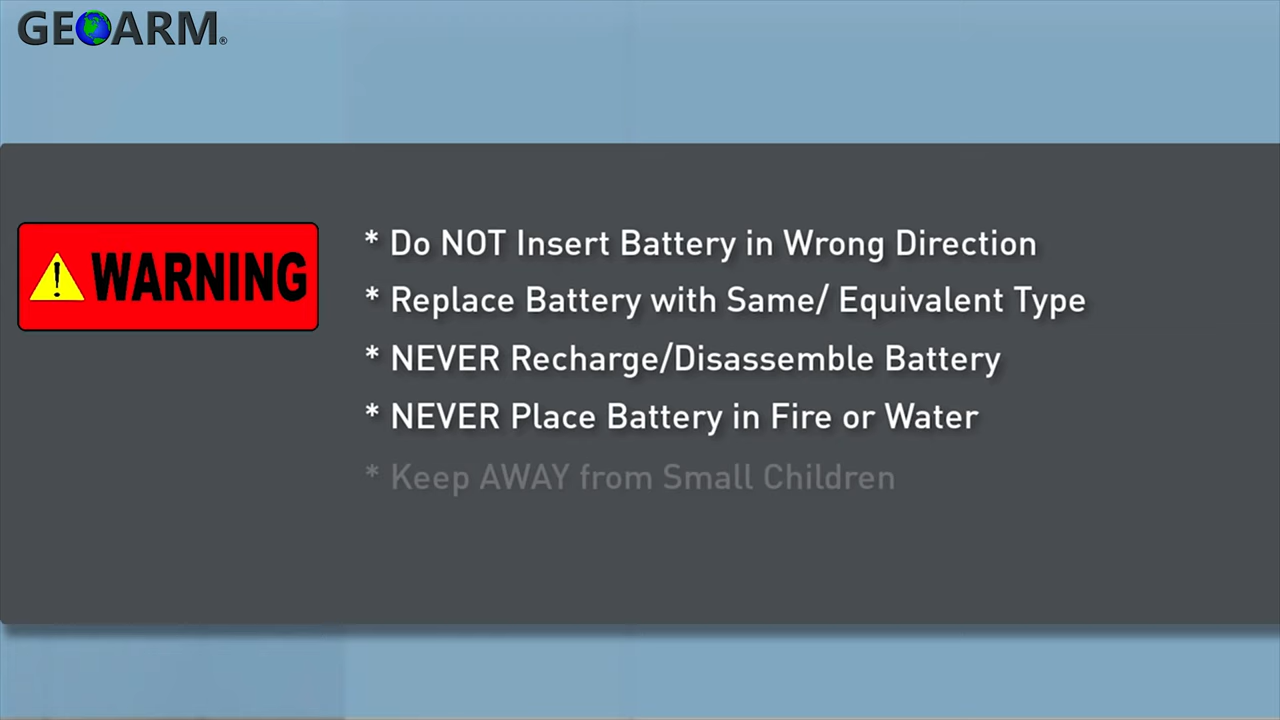 GEOARM®
WARNING
* Do NOT Insert Battery in Wrong Direction
* Replace Battery with Same/ Equivalent Type
* NEVER Recharge/Disassemble Battery
* NEVER Place Battery in Fire or Water
* Keep AWAY from Small Children